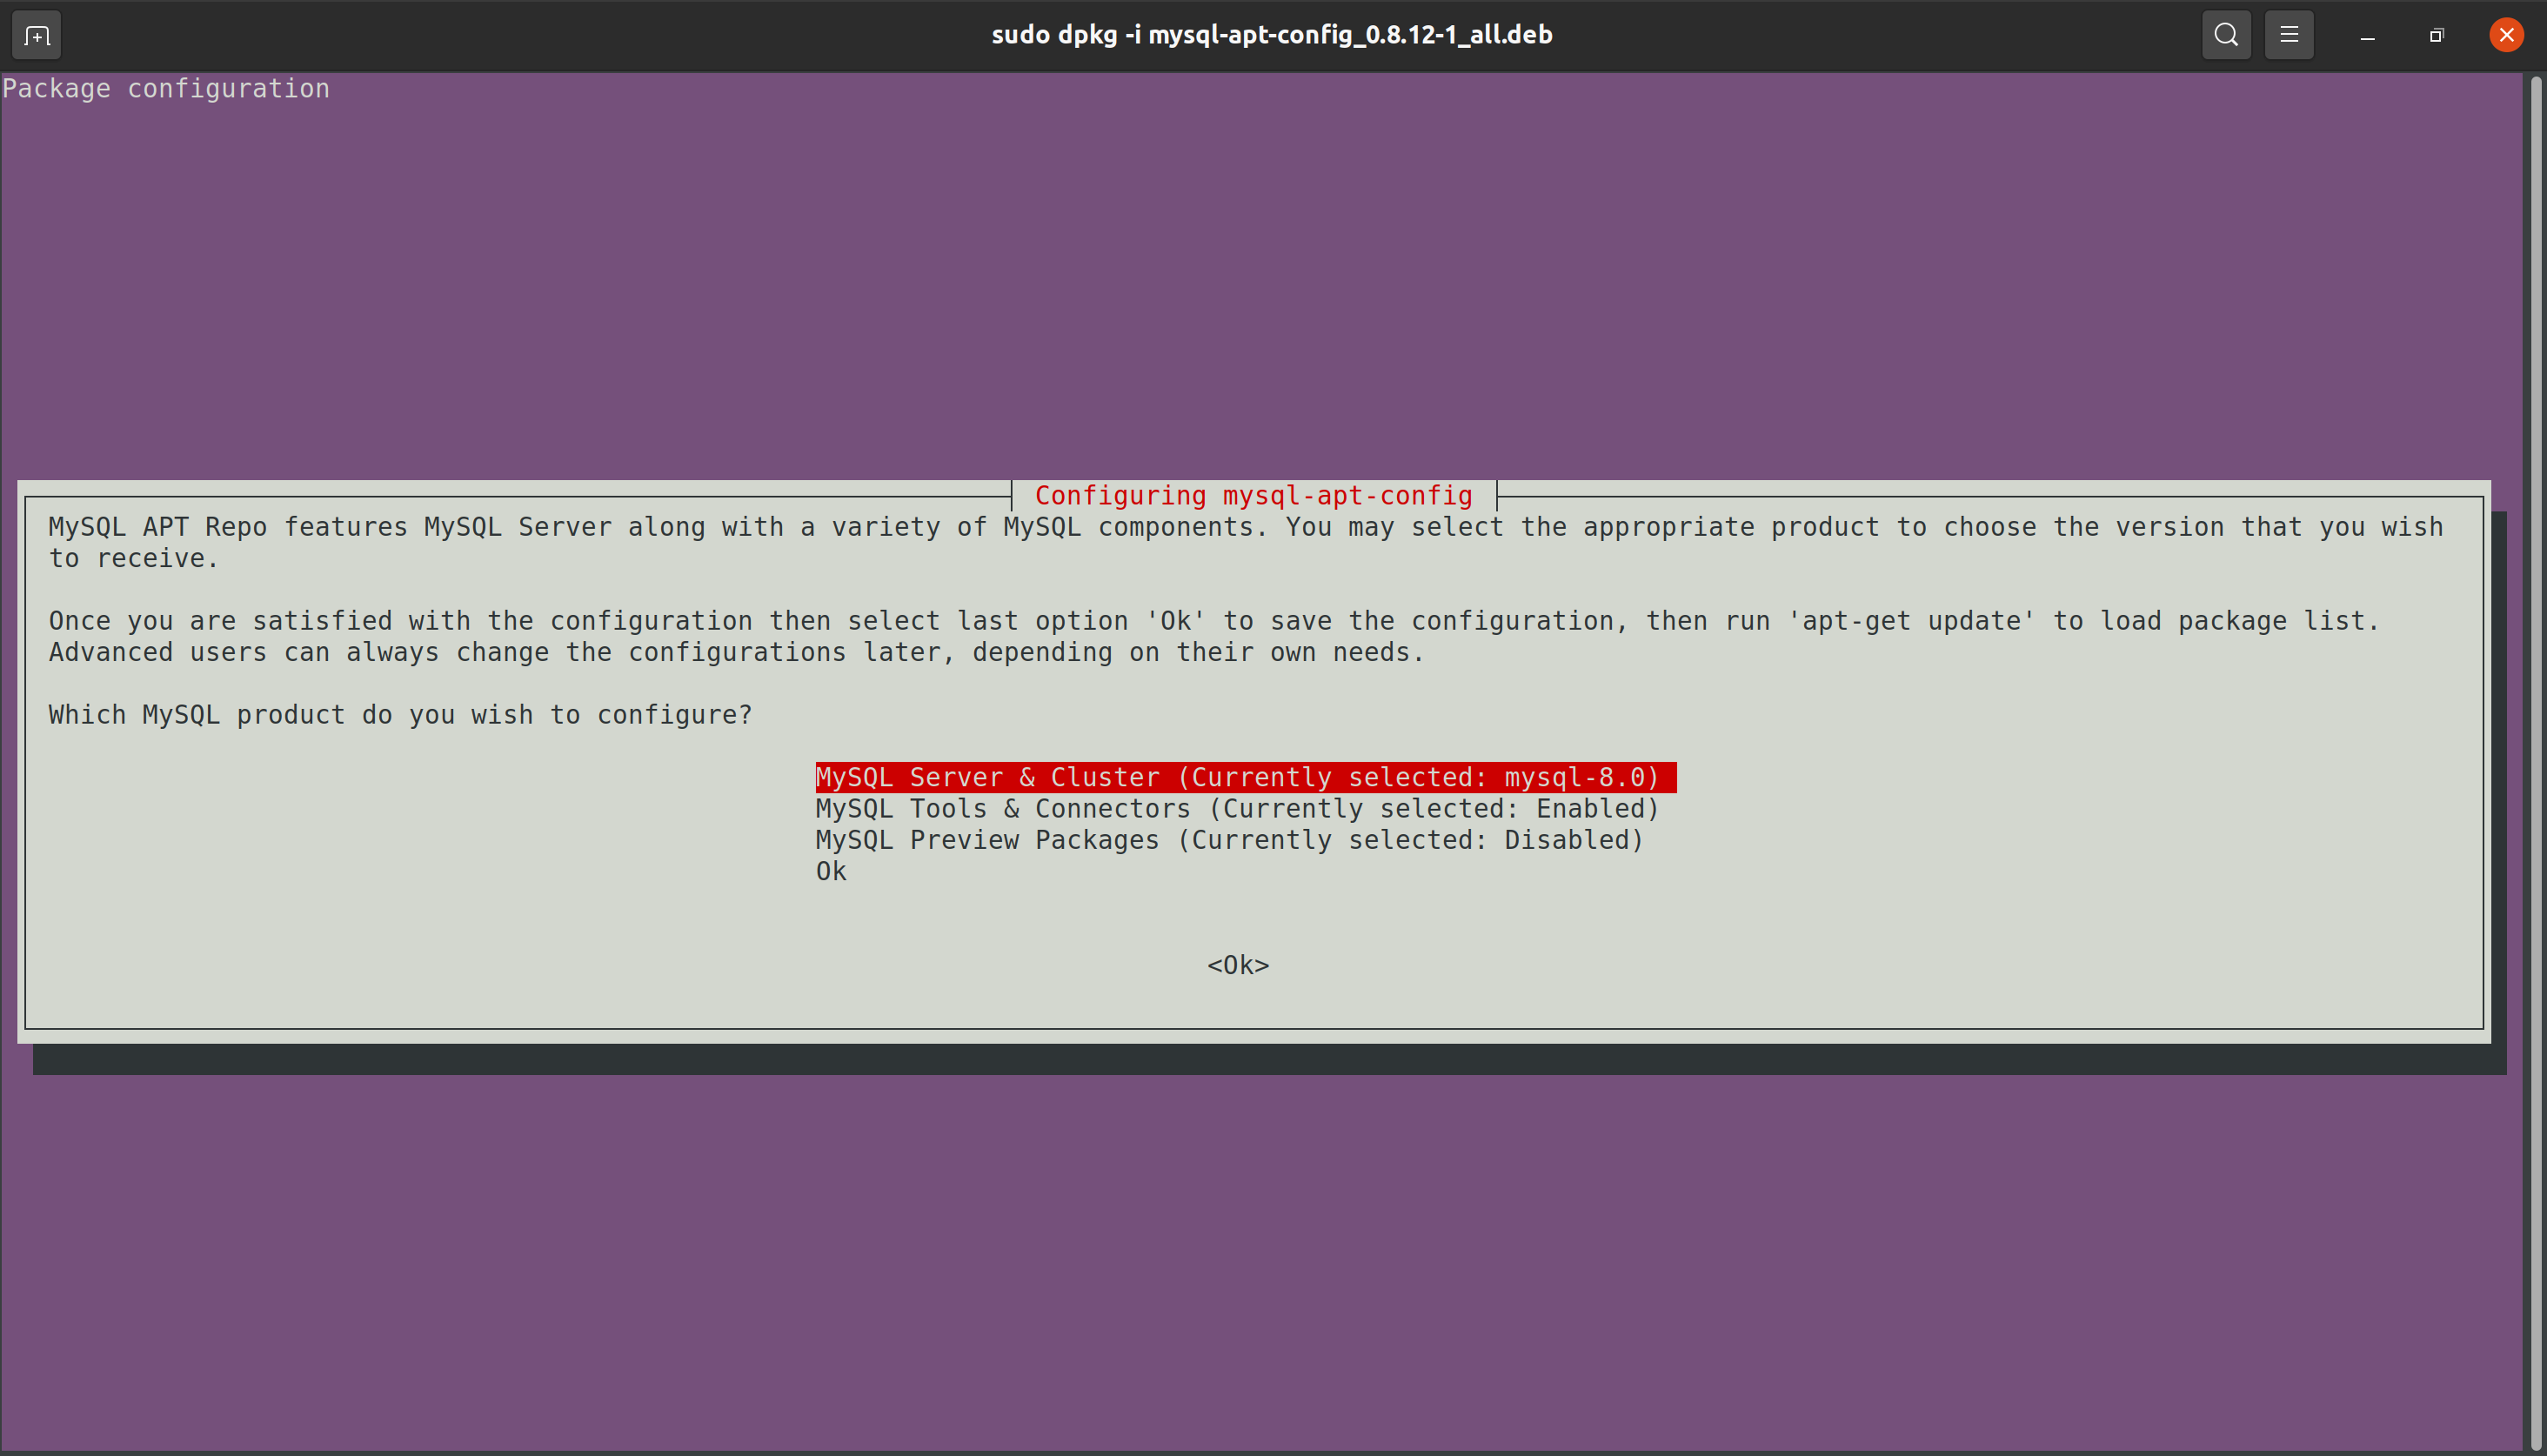 sudo dpkg -i mysql-apt-config_0.8.12-1_all.deb
Package configuration
Configuring mysql-apt-config
MySQL APT Repo features MySQL Server along with a variety of MySQL components. You may select the appropriate product to choose the version that you wish
to receive.
Once you are satisfied with the configuration then select last option 'Ok' to save the configuration, then run 'apt-get update' to load package list.
Advanced users can always change the configurations later, depending on their own needs.
Which MySQL product do you wish to configure?
MySQL Server & Cluster (Currently selected: mysql-8.0)
MySQL Tools & Connectors (Currently selected: Enabled)
MySQL Preview Packages (Currently selected: Disabled)
Ok
<Ok>